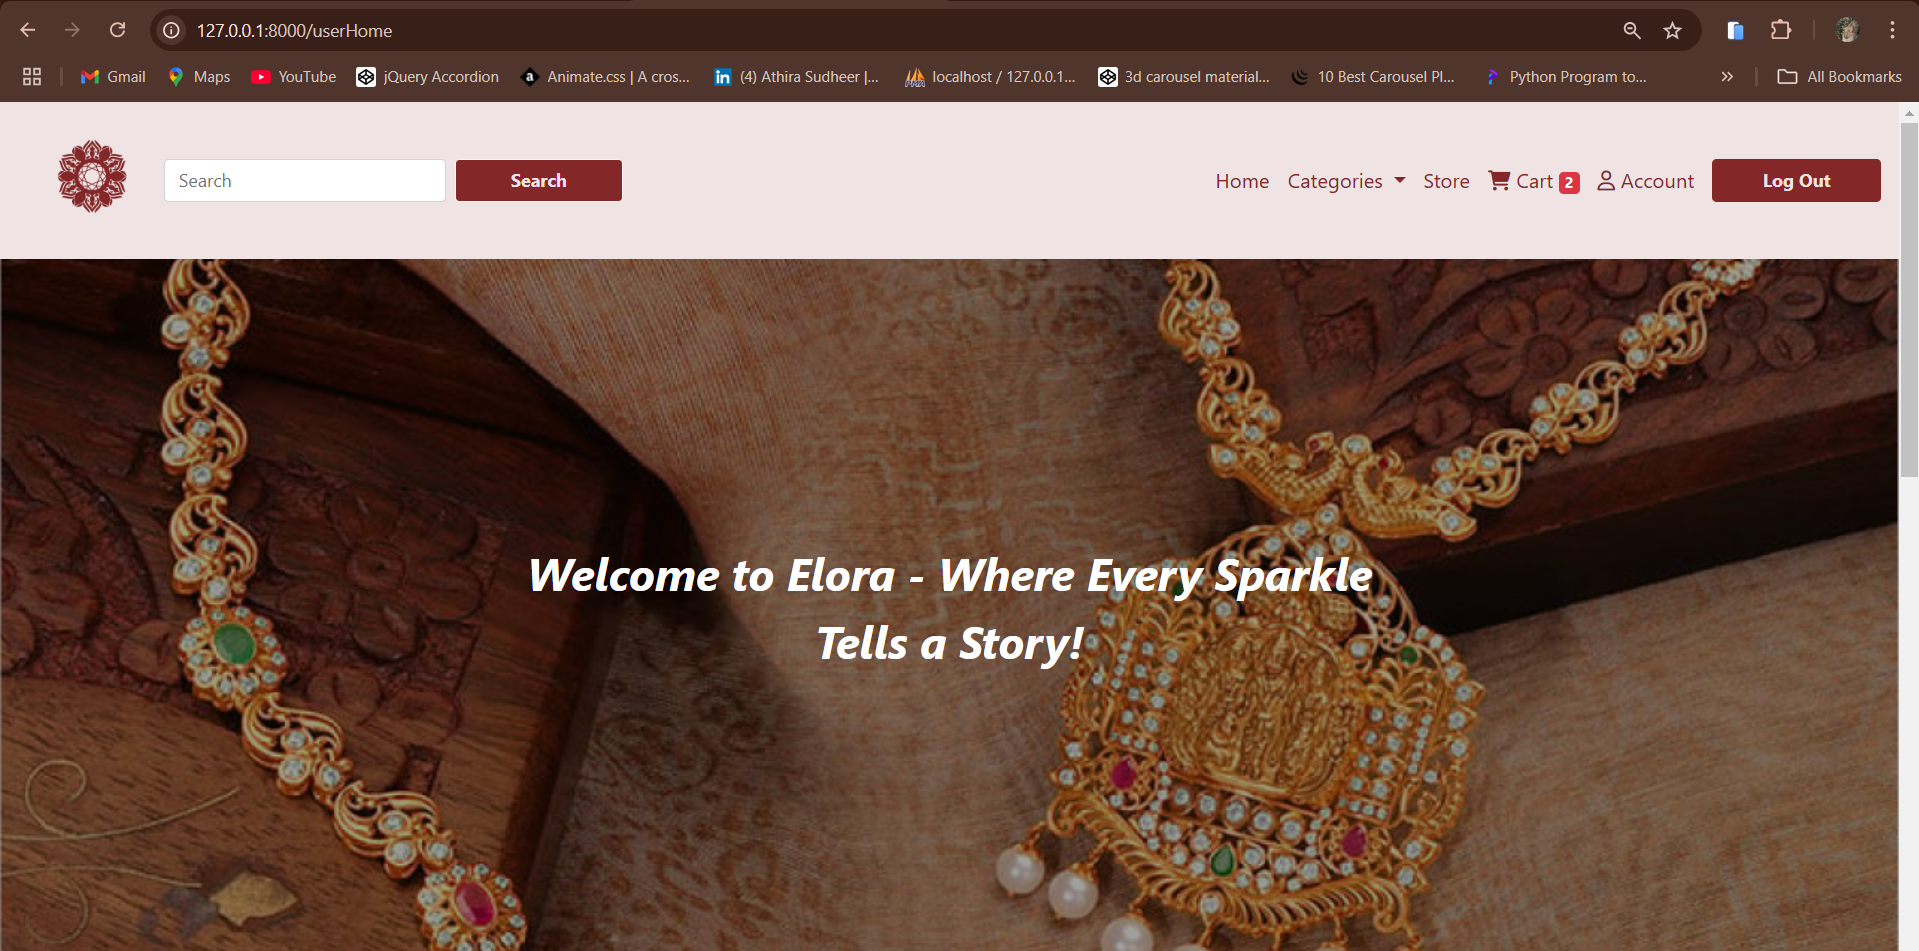 127.0.0.1:8000/userHome
Gmail
Maps
YouTube
jQuery Accordion
a
Animate.css | A cros...
in
(4) Athira Sudheer |...
localhost / 127.0.0.1...
3d carousel material...
10 Best Carousel Pl...
Python Program to...
All Bookmarks
Search
Search
Home
Categories
Store
Cart 2
Account
Log Out
Welcome to Elora - Where Every Sparkle
Tells a Story!